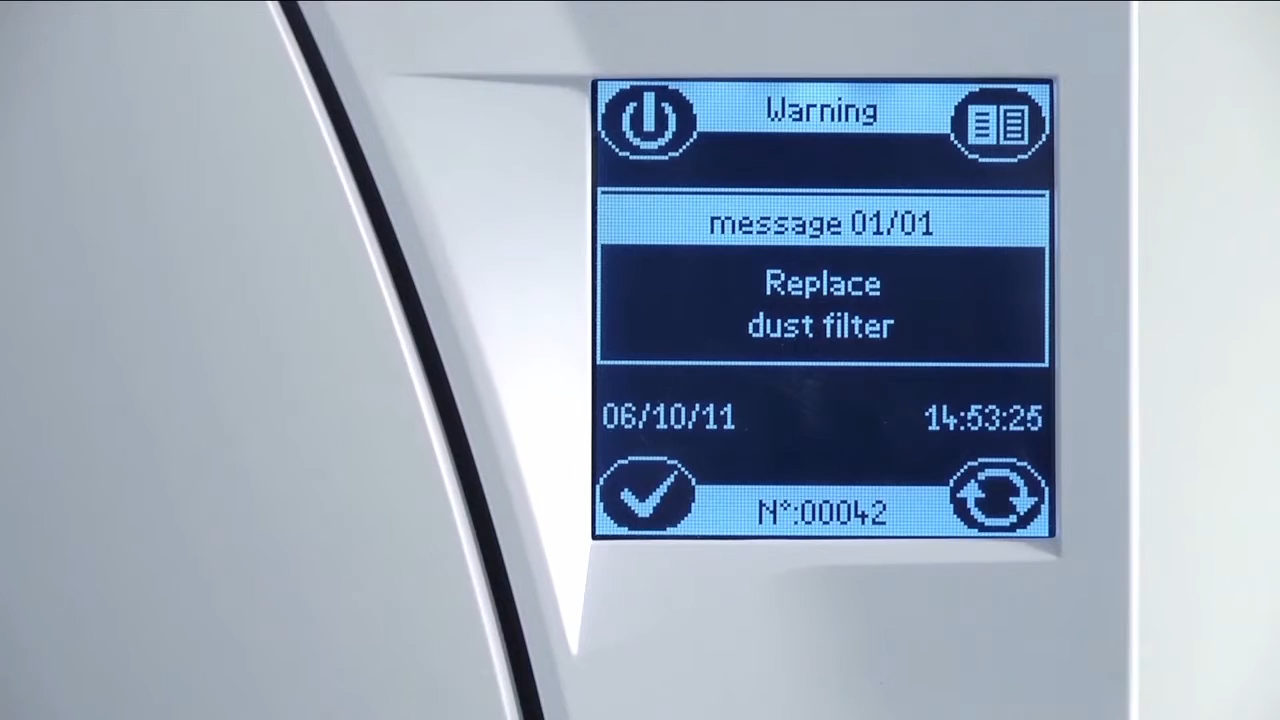 Warning
message 01/01
Replace
dust filter
06/10/11 14:53:25
N°:00042